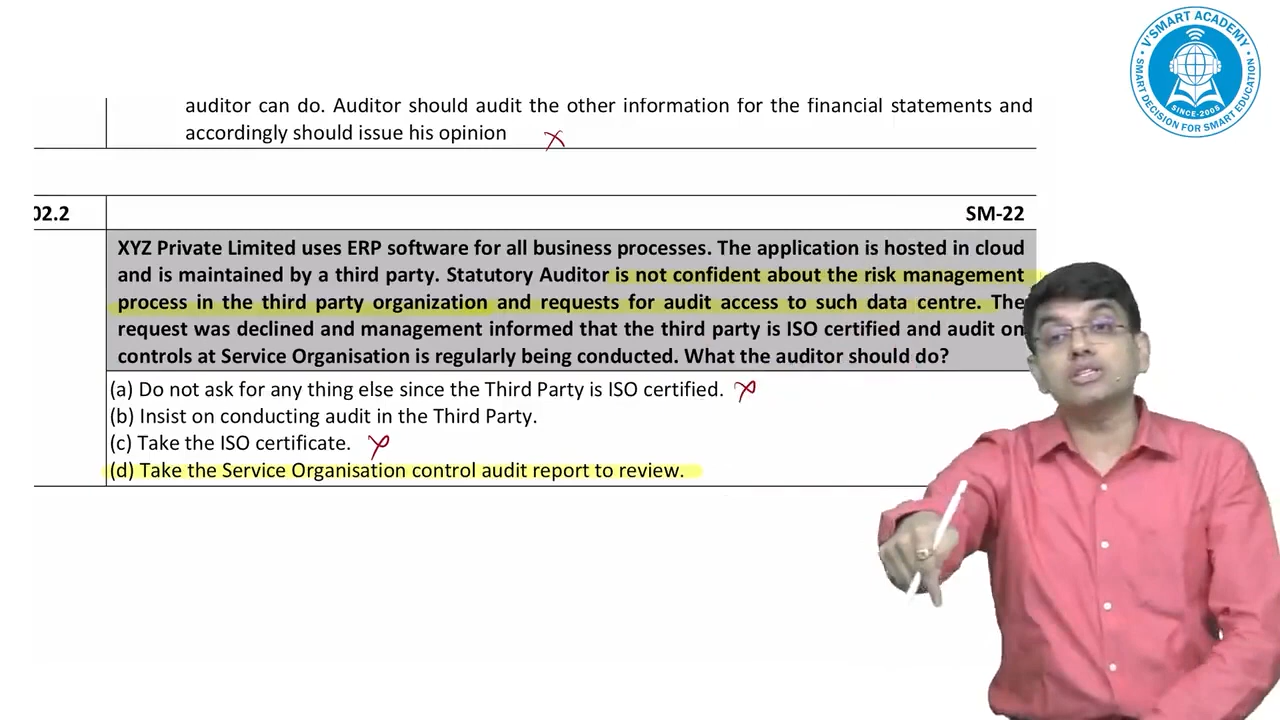 V'SMART ACADEMY
SINCE-2008
SMART DECISION FOR SMART EDUCATION
auditor can do. Auditor should audit the other information for the financial statements and
accordingly should issue his opinion
02.2
SM-22
XYZ Private Limited uses ERP software for all business processes. The application is hosted in cloud
and is maintained by a third party. Statutory Auditor is not confident about the risk management
process in the third party organization and requests for audit access to such data centre. The
request was declined and management informed that the third party is ISO certified and audit on
controls at Service Organisation is regularly being conducted. What the auditor should do?
(a) Do not ask for any thing else since the Third Party is ISO certified.
(b) Insist on conducting audit in the Third Party.
(c) Take the ISO certificate.
(d) Take the Service Organisation control audit report to review.